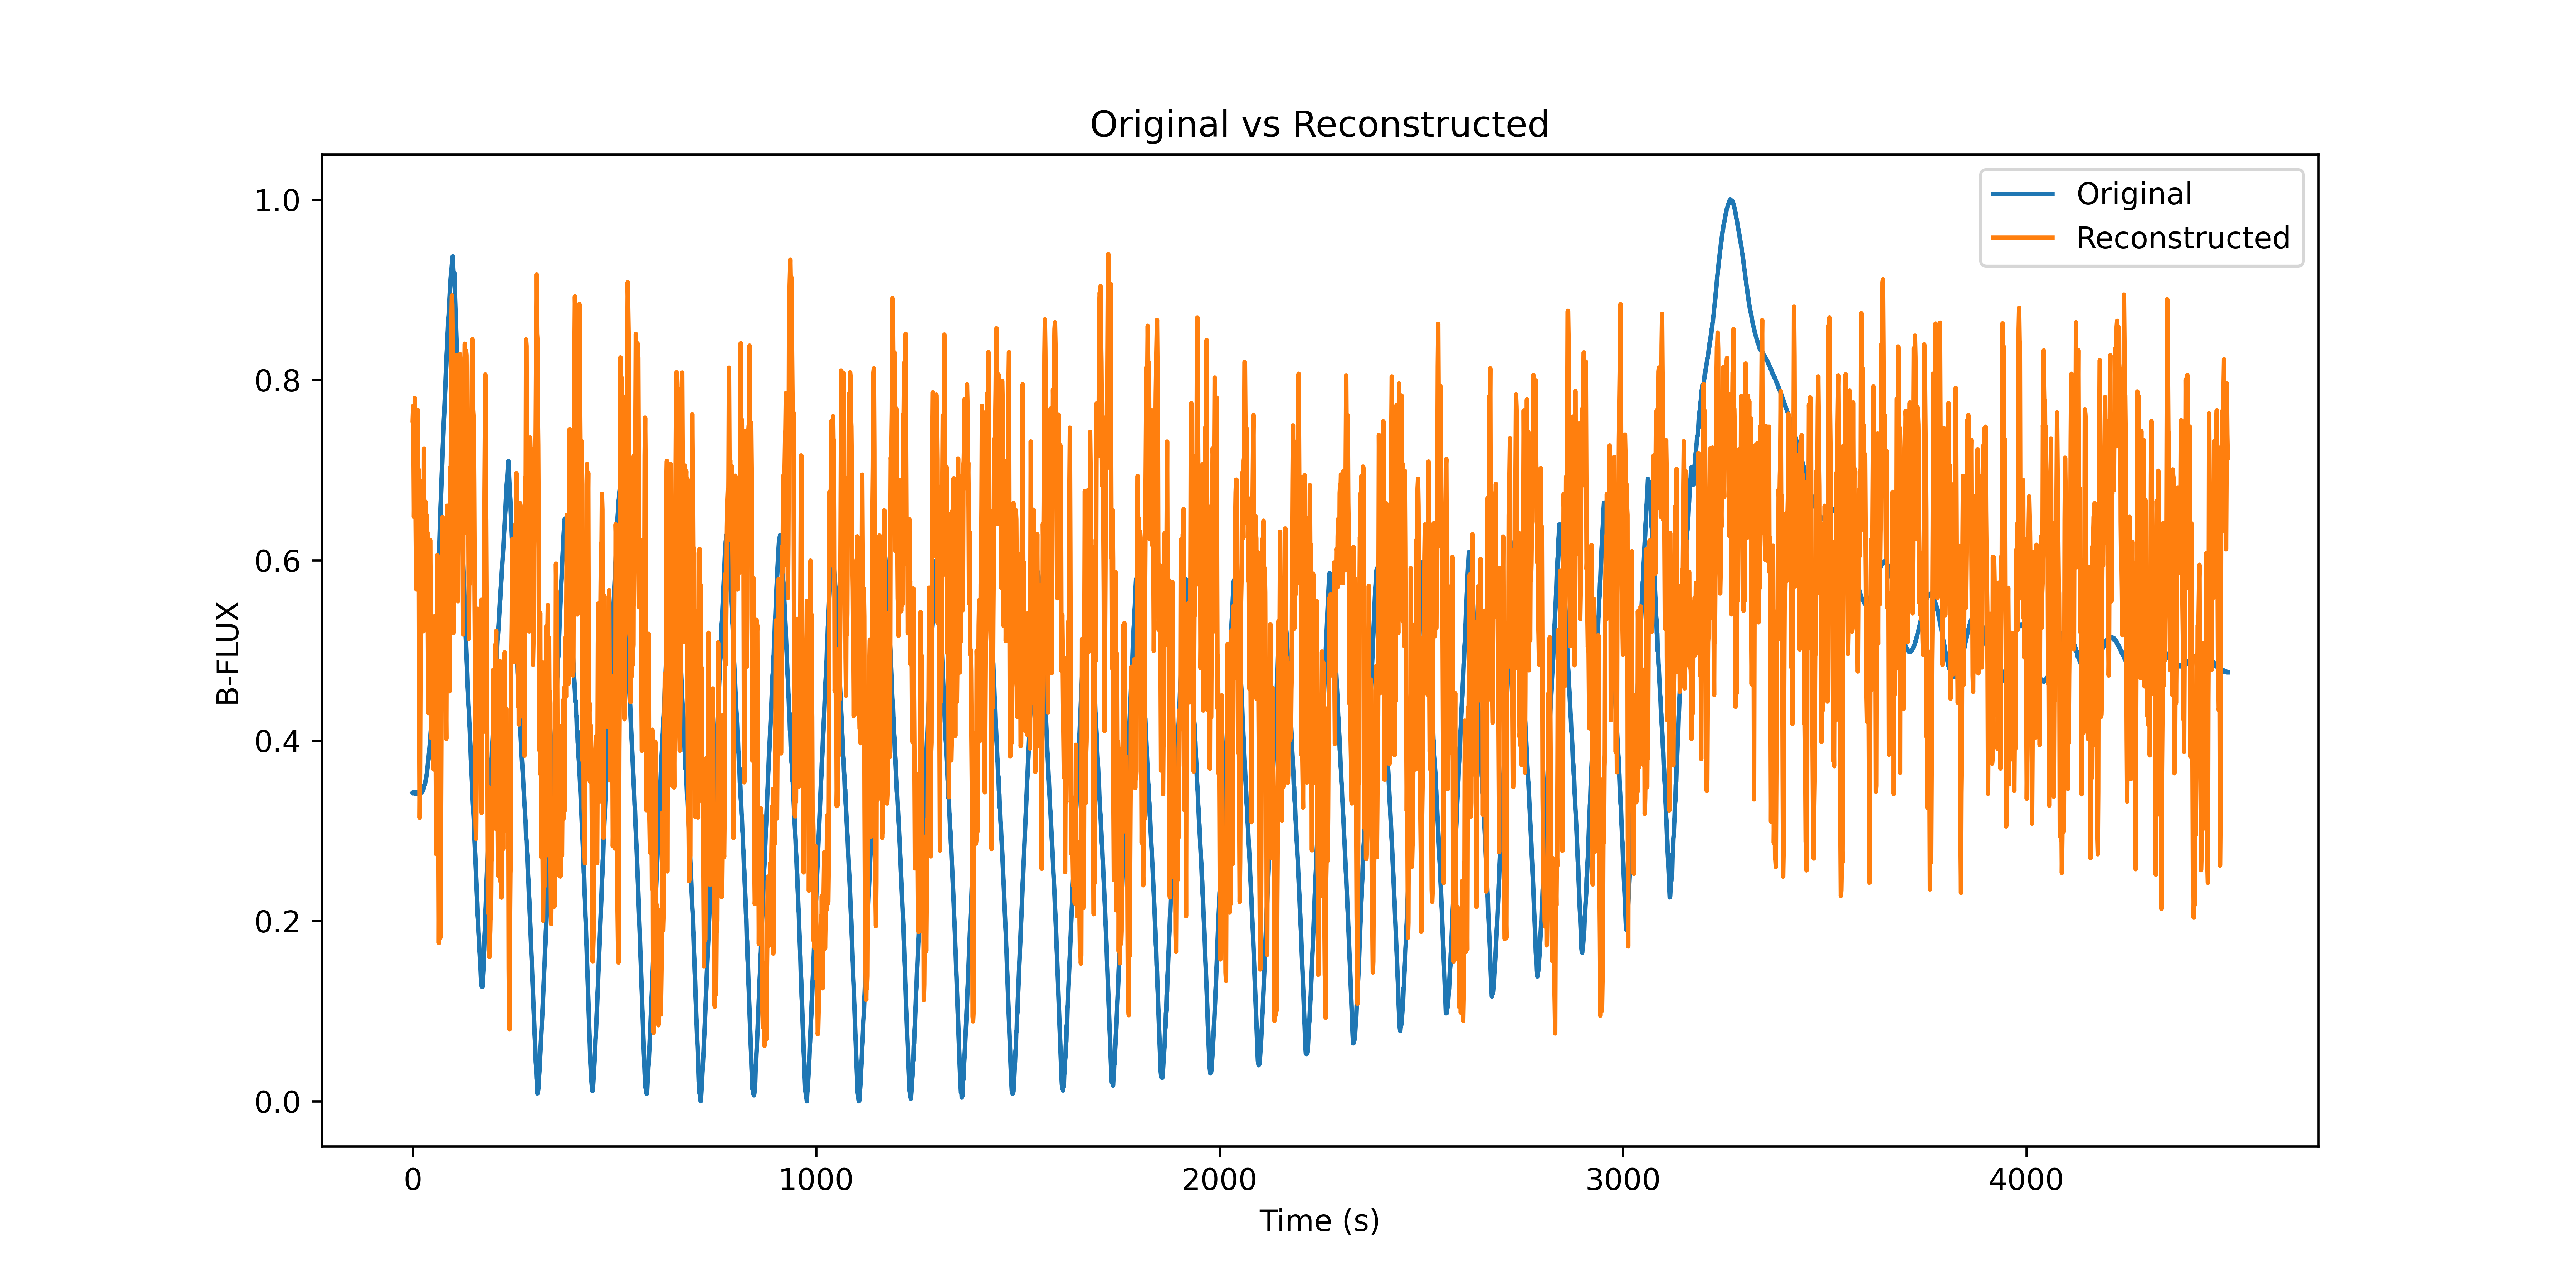 Original vs Reconstructed
Original
Reconstructed
1.0
0.8
0.6
0.4
0.2
0.0
B-FLUX
0 1000 2000 3000 4000
Time (s)